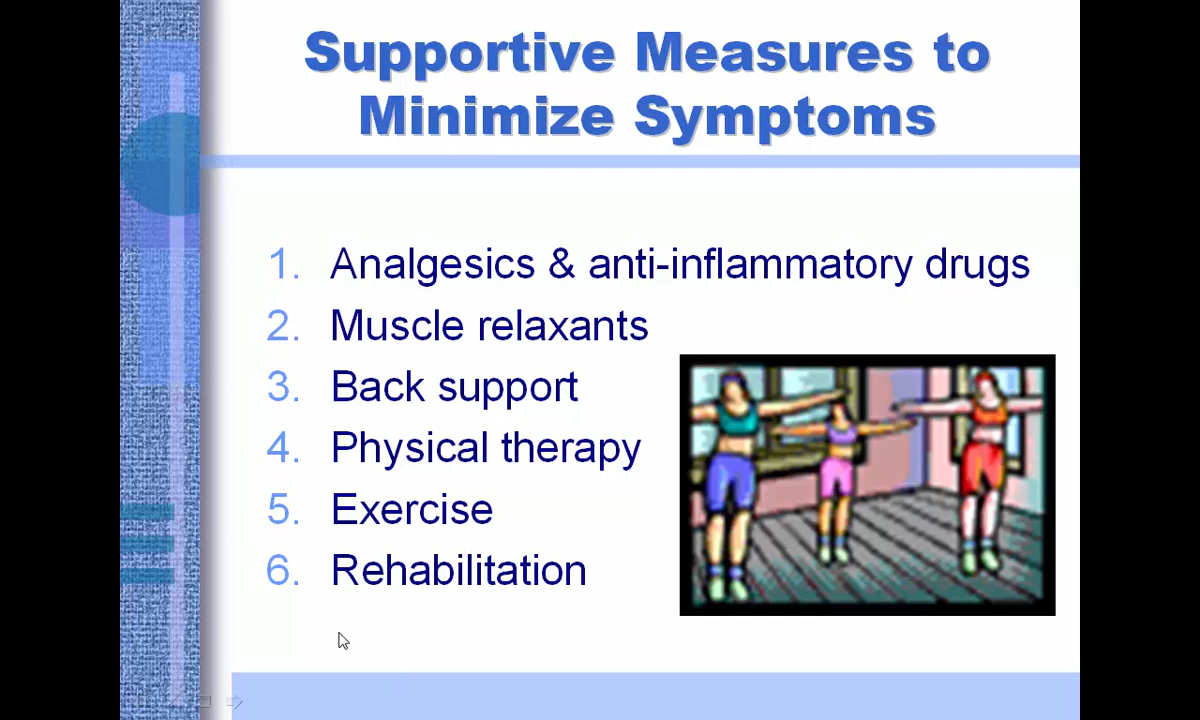 Supportive Measures to
Minimize Symptoms
1. Analgesics & anti-inflammatory drugs
2. Muscle relaxants
3. Back support
4. Physical therapy
5. Exercise
6. Rehabilitation